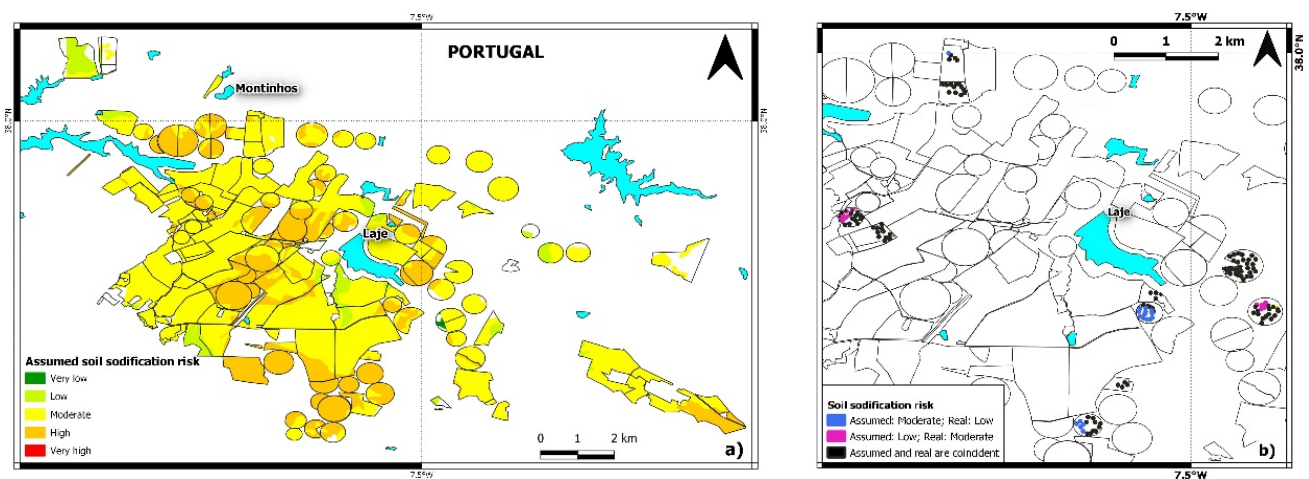 7.5°W
PORTUGAL
Montinhos
38.0°N
38.0°N
Laje
Assumed soil sodification risk
Very low
Low
Moderate
High
Very high
0 1 2 km
a)
7.5°W
7.5°W
0 1 2 km
38.0°N
Laje
Soil sodification risk
Assumed: Moderate; Real: Low
Assumed: Low; Real: Moderate
Assumed and real are coincident
b)
7.5°W